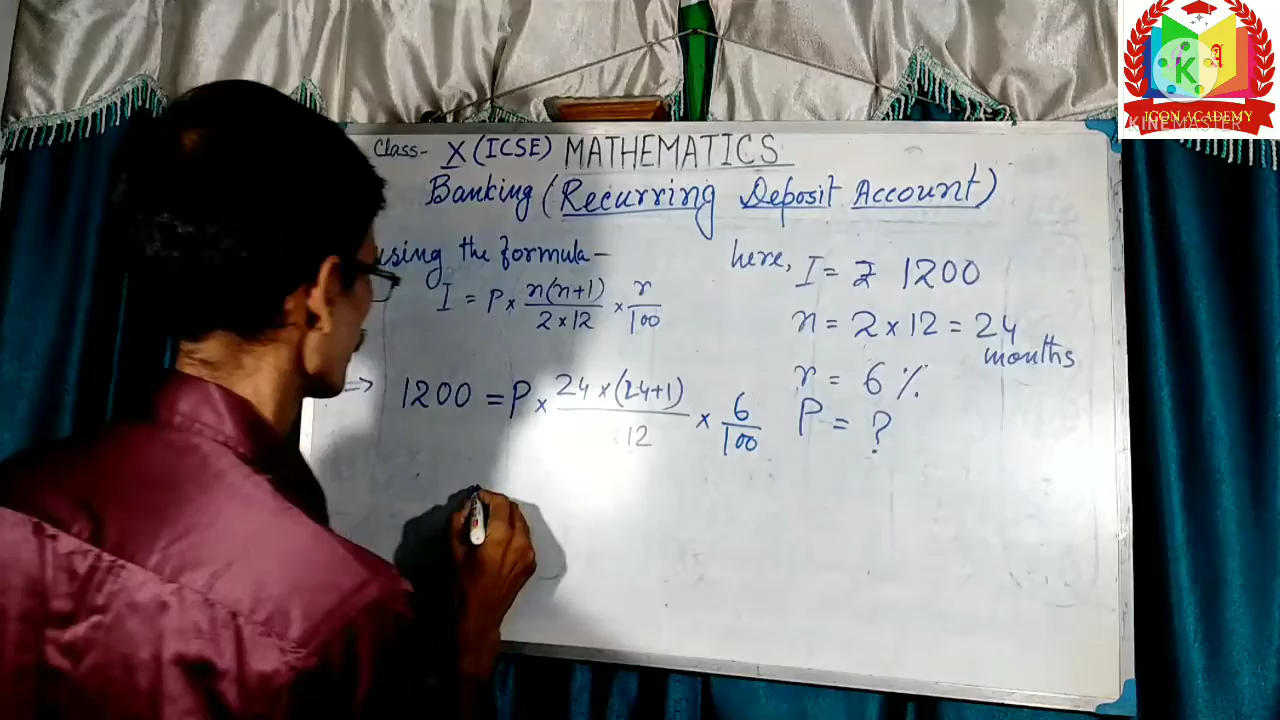 Class- X (ICSE) MATHEMATICS
Banking (Recurring Deposit Account)
using the formula-
I = P × n(n+1)/2×12 × r/100
⇒ 1200 = P × 24×(24+1)/12 × 6/100
here, I = ₹ 1200
n = 2 × 12 = 24
months
r = 6 %.
P = ?
K A
ICON ACADEMY
KINEMASTER